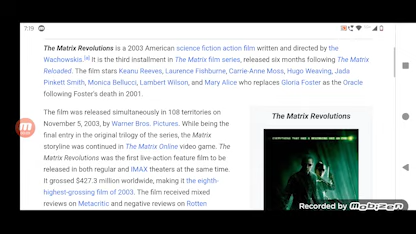 7:19
The Matrix Revolutions is a 2003 American science fiction action film written and directed by the
Wachowskis.[a] It is the third installment in The Matrix film series, released six months following The Matrix
Reloaded. The film stars Keanu Reeves, Laurence Fishburne, Carrie-Anne Moss, Hugo Weaving, Jada
Pinkett Smith, Monica Bellucci, Lambert Wilson, and Mary Alice who replaces Gloria Foster as the Oracle
following Foster's death in 2001.
The film was released simultaneously in 108 territories on
November 5, 2003, by Warner Bros. Pictures. While being the
final entry in the original trilogy of the series, the Matrix
storyline was continued in The Matrix Online video game. The
Matrix Revolutions was the first live-action feature film to be
released in both regular and IMAX theaters at the same time.
It grossed $427.3 million worldwide, making it the eighth-
highest-grossing film of 2003. The film received mixed
reviews on Metacritic and negative reviews on Rotten
The Matrix Revolutions
EVERYTHING THAT HAS A BEGINNING HAS AN END
Recorded by Mobizen